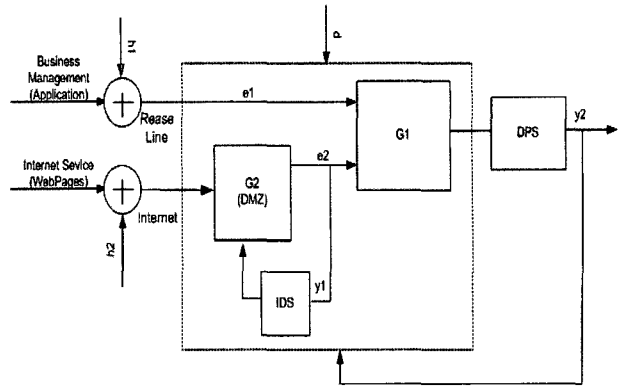 h1
d
Business
Management
(Application)
e1
Rease
Line
G1
DPS
y2
Internet Sevice
(WebPages)
Internet
G2
(DMZ)
e2
h2
IDS
y1